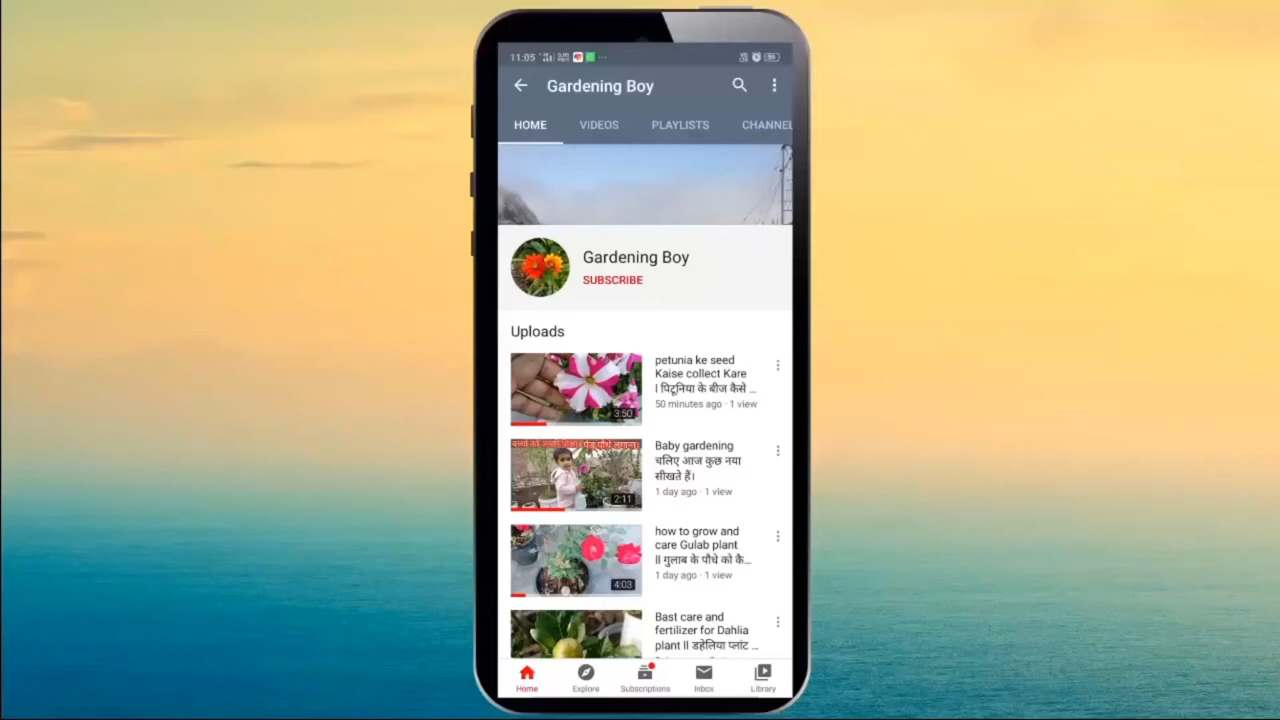 11:05
Gardening Boy
HOME VIDEOS PLAYLISTS CHANNEL
Gardening Boy
SUBSCRIBE
Uploads
petunia ke seed
Kaise collect Kare
l पिटूनिया के बीज कैसे ...
50 minutes ago · 1 view
3:50
Baby gardening
चलिए आज कुछ नया
सीखते हैं।
1 day ago · 1 view
2:11
how to grow and
care Gulab plant
ll गुलाब के पौधे को कै...
1 day ago · 1 view
4:03
Bast care and
fertilizer for Dahlia
plant ll डहेलिया प्लांट ...
Home Explore Subscriptions Inbox Library